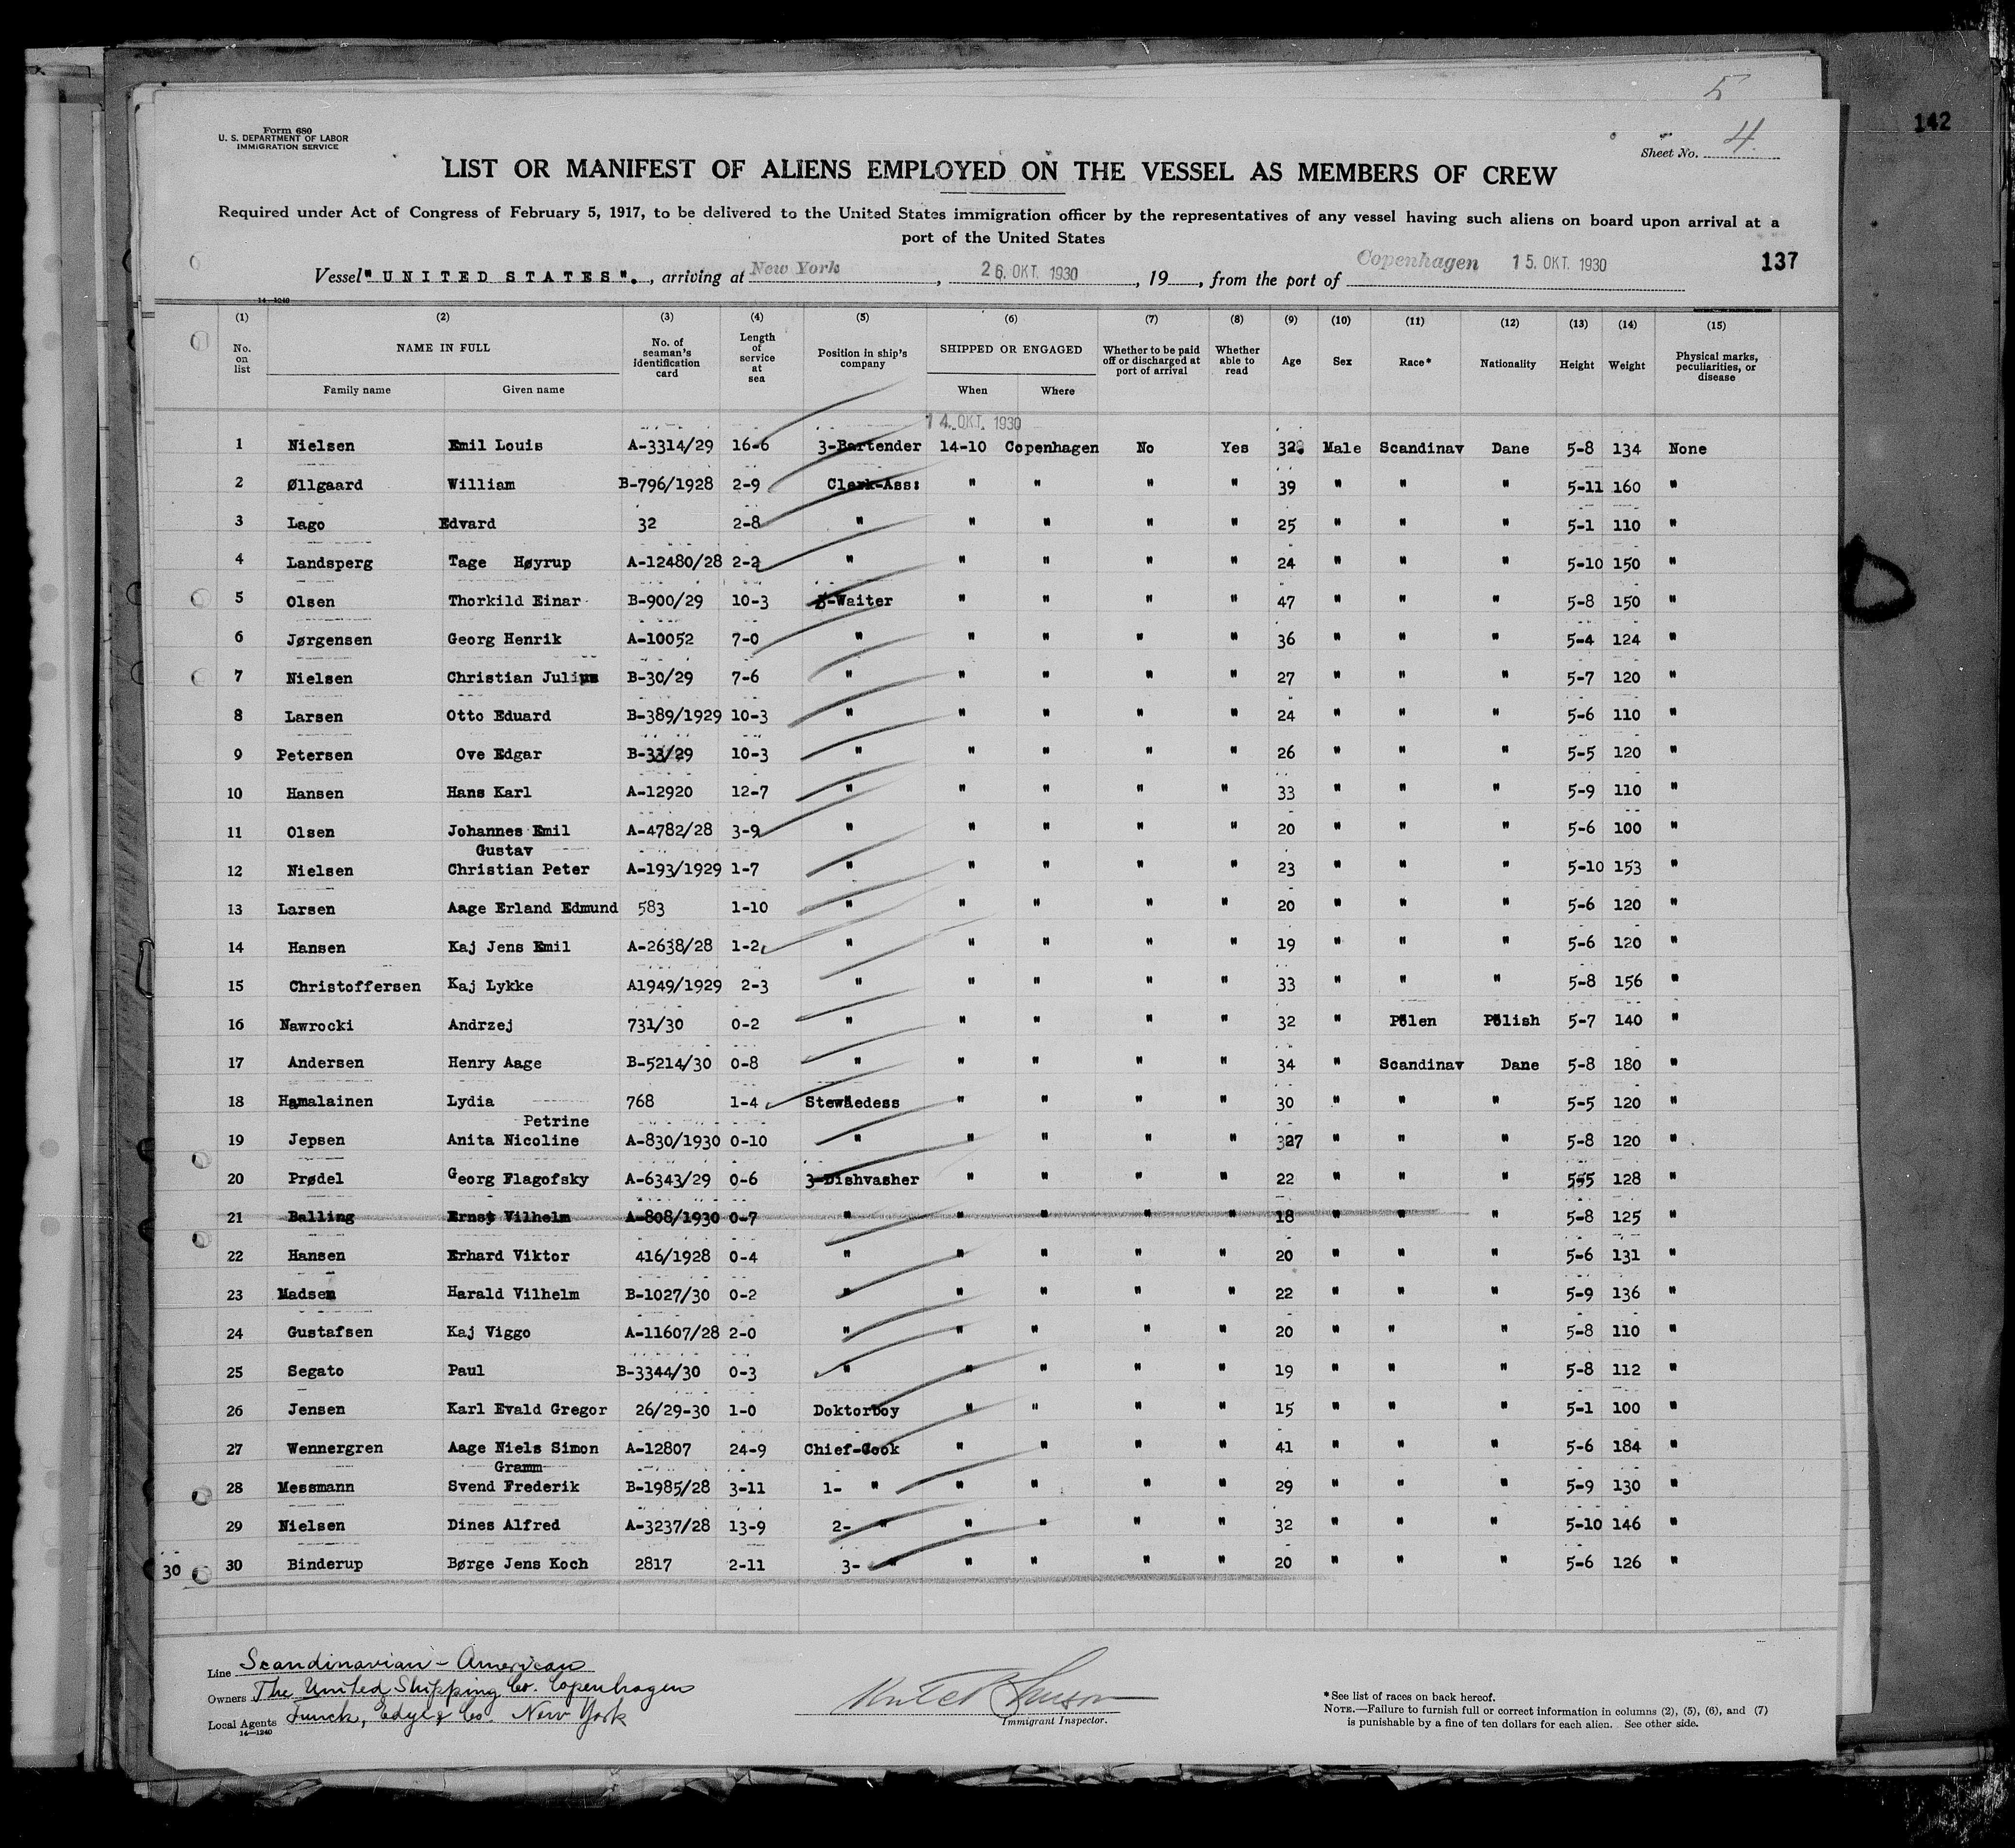 5
142
Form 680
U. S. DEPARTMENT OF LABOR
IMMIGRATION SERVICE
Sheet No. 4
LIST OR MANIFEST OF ALIENS EMPLOYED ON THE VESSEL AS MEMBERS OF CREW
Required under Act of Congress of February 5, 1917, to be delivered to the United States immigration officer by the representatives of any vessel having such aliens on board upon arrival at a
port of the United States
137
Vessel "UNITED STATES"., arriving at New York, 26. OKT. 1930, 19, from the port of Copenhagen 15. OKT. 1930
14—1240
(1) (2) (3) (4) (5) (6) (7) (8) (9) (10) (11) (12) (13) (14) (15)
No. on list NAME IN FULL No. of seaman's identification card Length of service at sea Position in ship's company SHIPPED OR ENGAGED Whether to be paid off or discharged at port of arrival Whether able to read Age Sex Race* Nationality Height Weight Physical marks, peculiarities, or disease
Family name Given name When Where
14. OKT. 1930
1 Nielsen Emil Louis A-3314/29 16-6 3-Bartender 14-10 Copenhagen No Yes 32 Male Scandinav Dane 5-8 134 None
2 Øllgaard William B-796/1928 2-9 Clerk-Ass: " " " " 39 " " " 5-11 160 "
3 Lago Edvard 32 2-8 " " " " " 25 " " " 5-1 110 "
4 Landsperg Tage Høyrup A-12480/28 2-2 " " " " " 24 " " " 5-10 150 "
5 Olsen Thorkild Einar B-900/29 10-3 3-Waiter " " " " 47 " " " 5-8 150 "
6 Jørgensen Georg Henrik A-10052 7-0 " " " " " 36 " " " 5-4 124 "
7 Nielsen Christian Julius B-30/29 7-6 " " " " " 27 " " " 5-7 120 "
8 Larsen Otto Eduard B-389/1929 10-3 " " " " " 24 " " " 5-6 110 "
9 Petersen Ove Edgar B-33/29 10-3 " " " " " 26 " " " 5-5 120 "
10 Hansen Hans Karl A-12920 12-7 " " " " " 33 " " " 5-9 110 "
11 Olsen Johannes Emil A-4782/28 3-9 " " " " " 20 " " " 5-6 100 "
Gustav
12 Nielsen Christian Peter A-193/1929 1-7 " " " " " 23 " " " 5-10 153 "
13 Larsen Aage Erland Edmund 583 1-10 " " " " " 20 " " " 5-6 120 "
14 Hansen Kaj Jens Emil A-2638/28 1-2 " " " " " 19 " " " 5-6 120 "
15 Christoffersen Kaj Lykke A1949/1929 2-3 " " " " " 33 " " " 5-8 156 "
16 Nawrocki Andrzej 731/30 0-2 " " " " " 32 " Polen Polish 5-7 140 "
17 Andersen Henry Aage B-5214/30 0-8 " " " " " 34 " Scandinav Dane 5-8 180 "
18 Hamalainen Lydia 768 1-4 Stewaedess " " " " 30 " " " 5-5 120 "
Petrine
19 Jepsen Anita Nicoline A-830/1930 0-10 " " " " " 327 " " " 5-8 120 "
20 Prødel Georg Flagofsky A-6343/29 0-6 3-Dishvasher " " " " 22 " " " 555 128 "
21 Balling Ernst Vilhelm A-808/1930 0-7 " " " " " 18 " " " 5-8 125 "
22 Hansen Erhard Viktor 416/1928 0-4 " " " " " 20 " " " 5-6 131 "
23 Madsen Harald Vilhelm B-1027/30 0-2 " " " " " 22 " " " 5-9 136 "
24 Gustafsen Kaj Viggo A-11607/28 2-0 " " " " " 20 " " " 5-8 110 "
25 Segato Paul B-3344/30 0-3 " " " " " 19 " " " 5-8 112 "
26 Jensen Karl Evald Gregor 26/29-30 1-0 Doktorboy " " " " 15 " " " 5-1 100 "
27 Wennergren Aage Niels Simon A-12807 24-9 Chief-Cook " " " " 41 " " " 5-6 184 "
Gramm
28 Messmann Svend Frederik B-1985/28 3-11 1- " " " " " 29 " " " 5-9 130 "
29 Nielsen Dines Alfred A-3237/28 13-9 2- " " " " " 32 " " " 5-10 146 "
30 30 Binderup Børge Jens Koch 2817 2-11 3- " " " " " 20 " " " 5-6 126 "
Line Scandinavian - American
Owners The United Shipping Co. Copenhagen
Local Agents Funck, Edye & Co. New York
14—1240
Immigrant Inspector.
*See list of races on back hereof.
NOTE.—Failure to furnish full or correct information in columns (2), (5), (6), and (7)
is punishable by a fine of ten dollars for each alien. See other side.